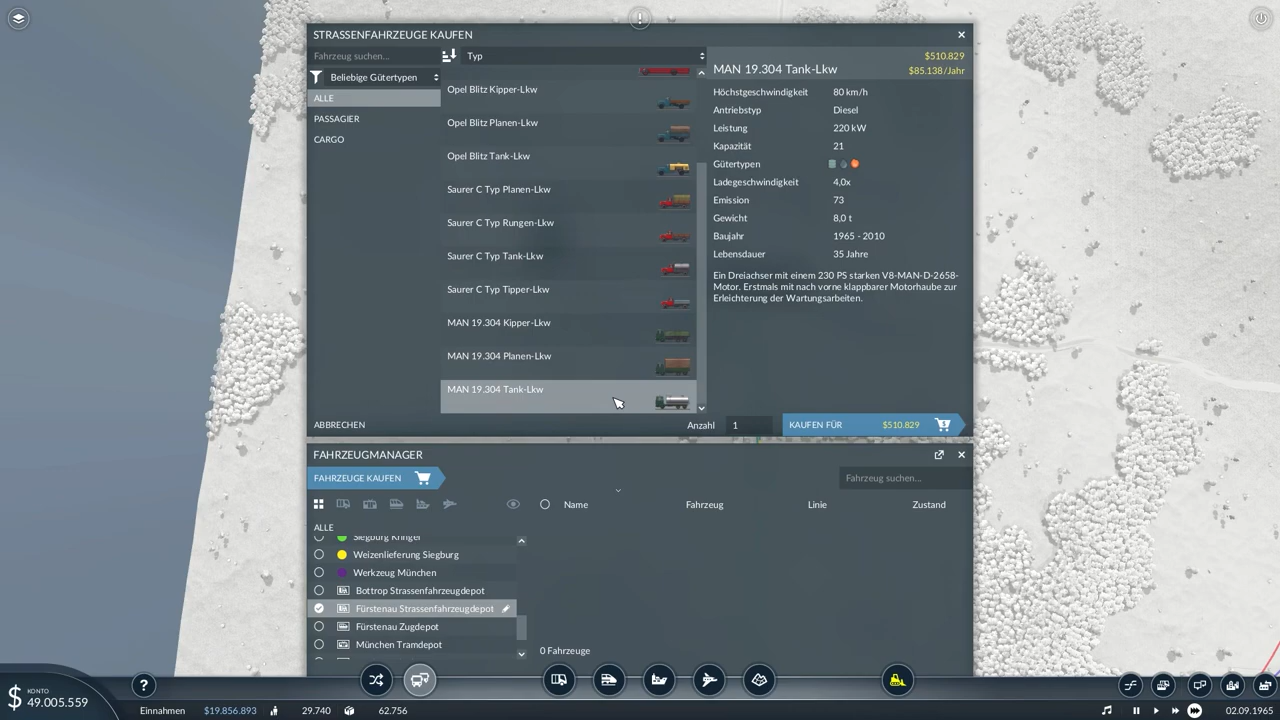 STRASSENFAHRZEUGE KAUFEN
Fahrzeug suchen...
Typ
Beliebige Gütertypen
ALLE
PASSAGIER
CARGO
Opel Blitz Kipper-Lkw
Opel Blitz Planen-Lkw
Opel Blitz Tank-Lkw
Saurer C Typ Planen-Lkw
Saurer C Typ Rungen-Lkw
Saurer C Typ Tank-Lkw
Saurer C Typ Tipper-Lkw
MAN 19.304 Kipper-Lkw
MAN 19.304 Planen-Lkw
MAN 19.304 Tank-Lkw
$510.829
MAN 19.304 Tank-Lkw
$85.138/Jahr
Höchstgeschwindigkeit 80 km/h
Antriebstyp Diesel
Leistung 220 kW
Kapazität 21
Gütertypen
Ladegeschwindigkeit 4,0x
Emission 73
Gewicht 8,0 t
Baujahr 1965 - 2010
Lebensdauer 35 Jahre
Ein Dreiachser mit einem 230 PS starken V8-MAN-D-2658-
Motor. Erstmals mit nach vorne klappbarer Motorhaube zur
Erleichterung der Wartungsarbeiten.
ABBRECHEN
Anzahl 1
KAUFEN FÜR $510.829
FAHRZEUGMANAGER
FAHRZEUGE KAUFEN
Fahrzeug suchen...
Name Fahrzeug Linie Zustand
ALLE
Siegburg Kringel
Weizenlieferung Siegburg
Werkzeug München
Bottrop Strassenfahrzeugdepot
Fürstenau Strassenfahrzeugdepot
Fürstenau Zugdepot
München Tramdepot
0 Fahrzeuge
$ KONTO
49.005.559
?
Einnahmen $19.856.893 29.740 62.756
02.09.1965